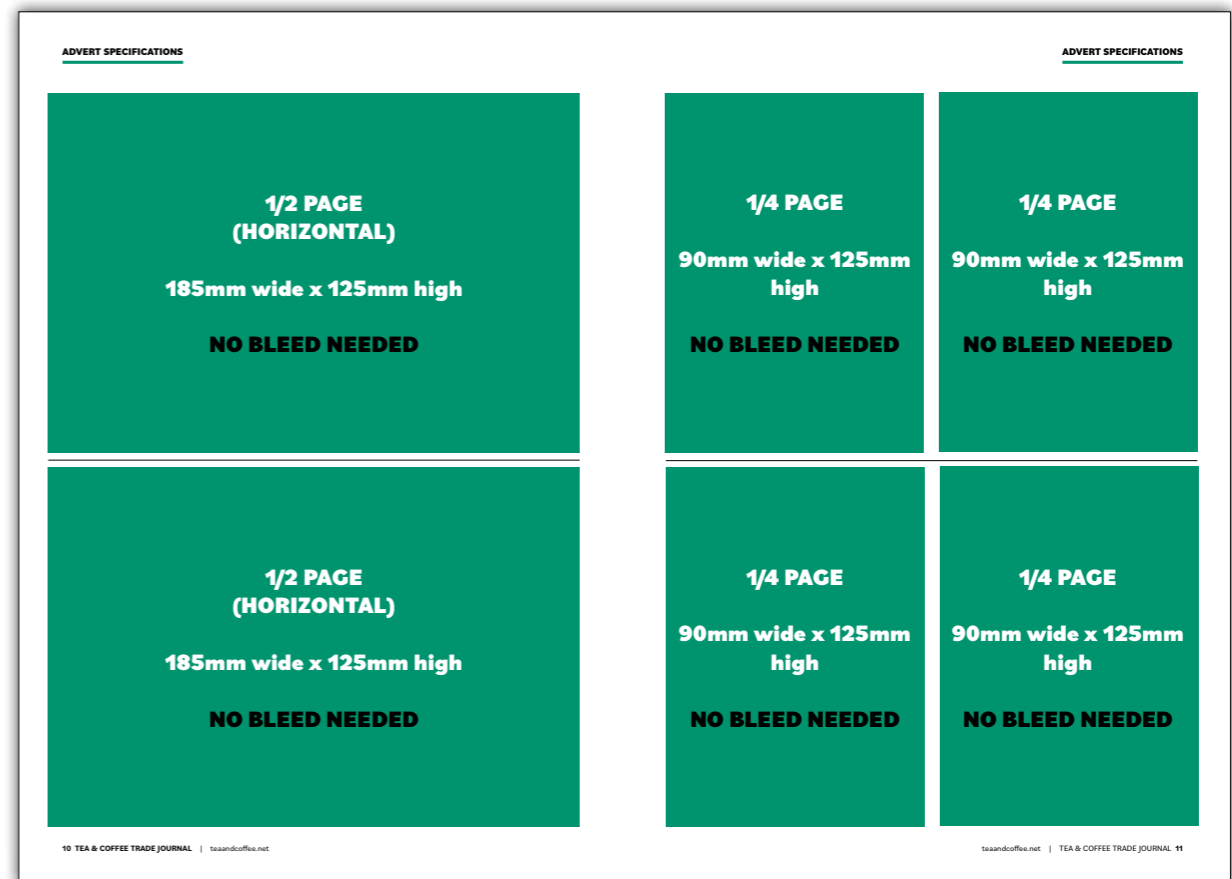 ADVERT SPECIFICATIONS
1/2 PAGE
(HORIZONTAL)
185mm wide x 125mm high
NO BLEED NEEDED
1/2 PAGE
(HORIZONTAL)
185mm wide x 125mm high
NO BLEED NEEDED
10 TEA & COFFEE TRADE JOURNAL | teaandcoffee.net
ADVERT SPECIFICATIONS
1/4 PAGE
90mm wide x 125mm
high
NO BLEED NEEDED
1/4 PAGE
90mm wide x 125mm
high
NO BLEED NEEDED
1/4 PAGE
90mm wide x 125mm
high
NO BLEED NEEDED
1/4 PAGE
90mm wide x 125mm
high
NO BLEED NEEDED
teaandcoffee.net | TEA & COFFEE TRADE JOURNAL 11